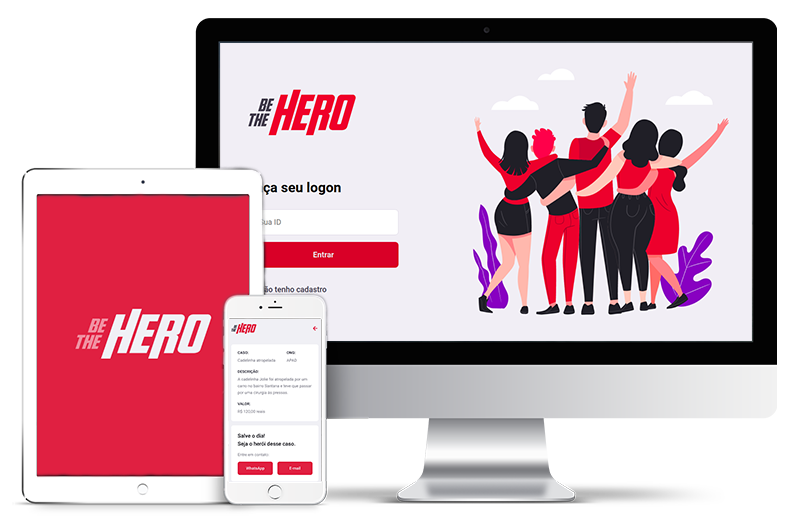 BE
THE HERO
ça seu logon
ua ID
Entrar
ão tenho cadastro
BE
THE HERO
BE
THE HERO
CASO: ONG:
Cadelinha atropelada APAD
DESCRIÇÃO:
A cadelinha Jolie foi atropelada por um
carro no bairro Santana e teve que passar
por uma cirurgia às pressas.
VALOR:
R$ 120,00 reais
Salve o dia!
Seja o herói desse caso.
Entre em contato:
WhatsApp E-mail